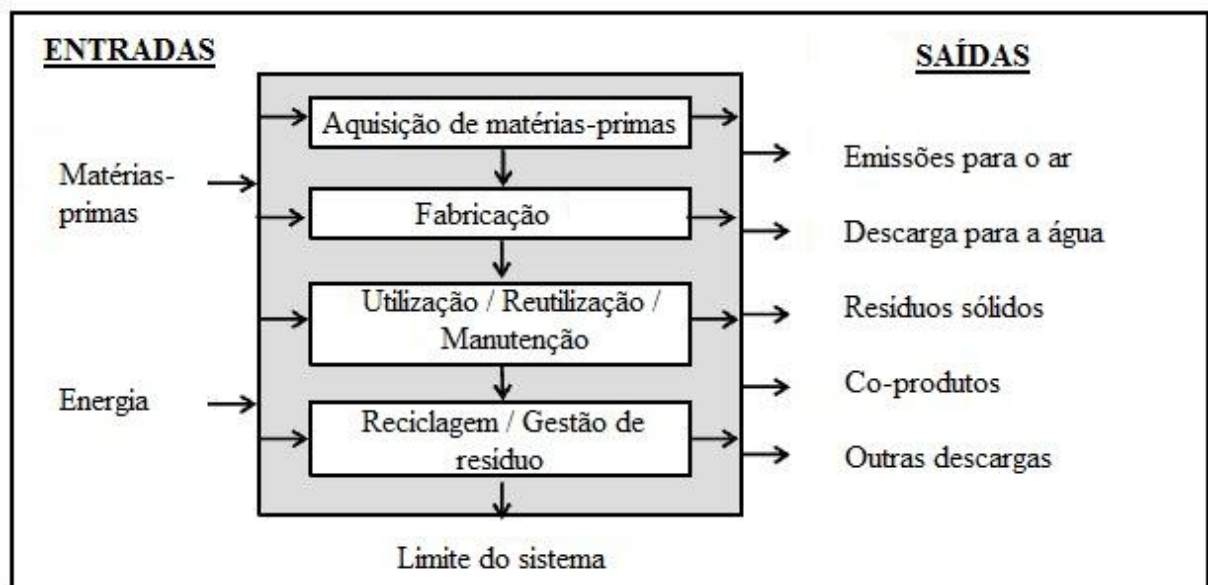 ENTRADAS
SAÍDAS
Aquisição de matérias-primas
Matérias-
primas
Fabricação
Utilização / Reutilização /
Manutenção
Energia
Reciclagem / Gestão de
resíduo
Emissões para o ar
Descarga para a água
Resíduos sólidos
Co-produtos
Outras descargas
Limite do sistema